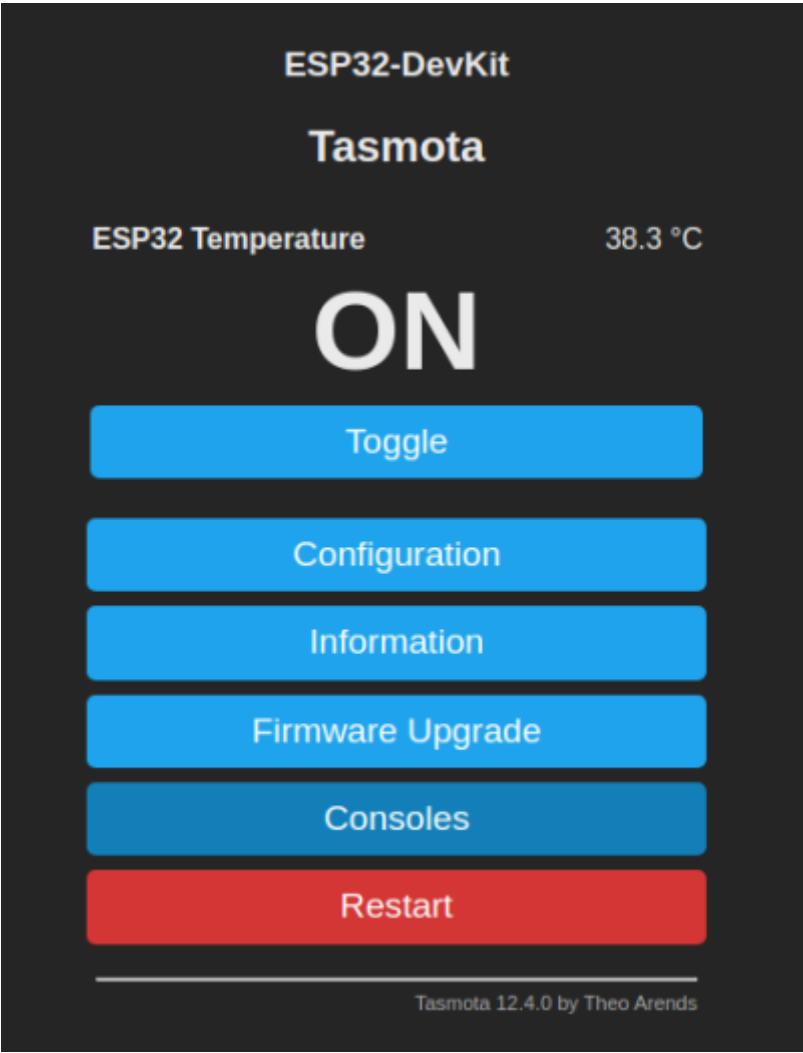 ESP32-DevKit
Tasmota
ESP32 Temperature 38.3 °C
ON
Toggle
Configuration
Information
Firmware Upgrade
Consoles
Restart
Tasmota 12.4.0 by Theo Arends